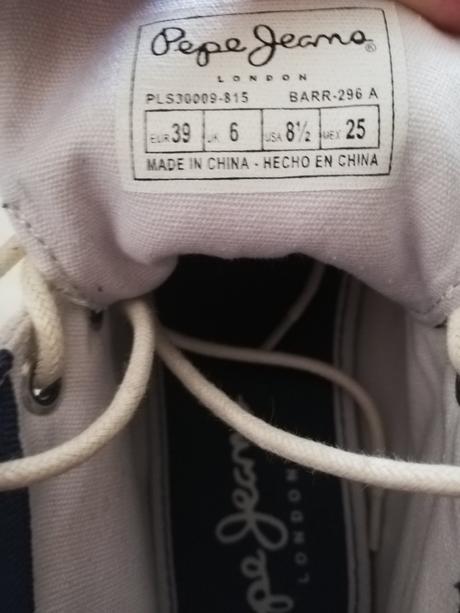 Pepe Jeans®
LONDON
PLS30009-815 BARR-296 A
EUR 39 UK 6 USA 8½ MEX 25
MADE IN CHINA - HECHO EN CHINA
pe Jeans
LONDON